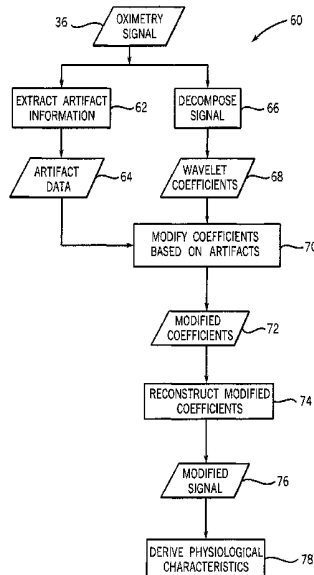 36
OXIMETRY
SIGNAL
60
EXTRACT ARTIFACT
INFORMATION
62
DECOMPOSE
SIGNAL
66
ARTIFACT
DATA
64
WAVELET
COEFFICIENTS
68
MODIFY COEFFICIENTS
BASED ON ARTIFACTS
70
MODIFIED
COEFFICIENTS
72
RECONSTRUCT MODIFIED
COEFFICIENTS
74
MODIFIED
SIGNAL
76
DERIVE PHYSIOLOGICAL
CHARACTERISTICS
78